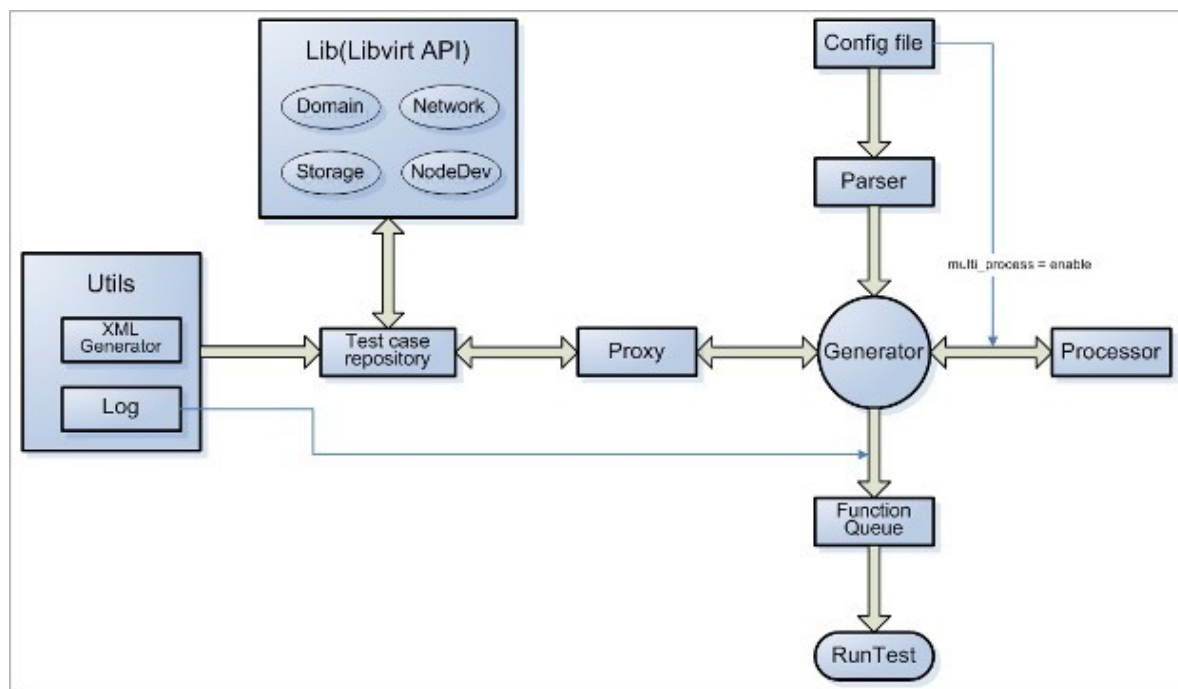 Lib(Libvirt API)
Domain
Network
Storage
NodeDev
Config file
Parser
multi_process = enable
Utils
XML
Generator
Log
Test case
repository
Proxy
Generator
Processor
Function
Queue
RunTest